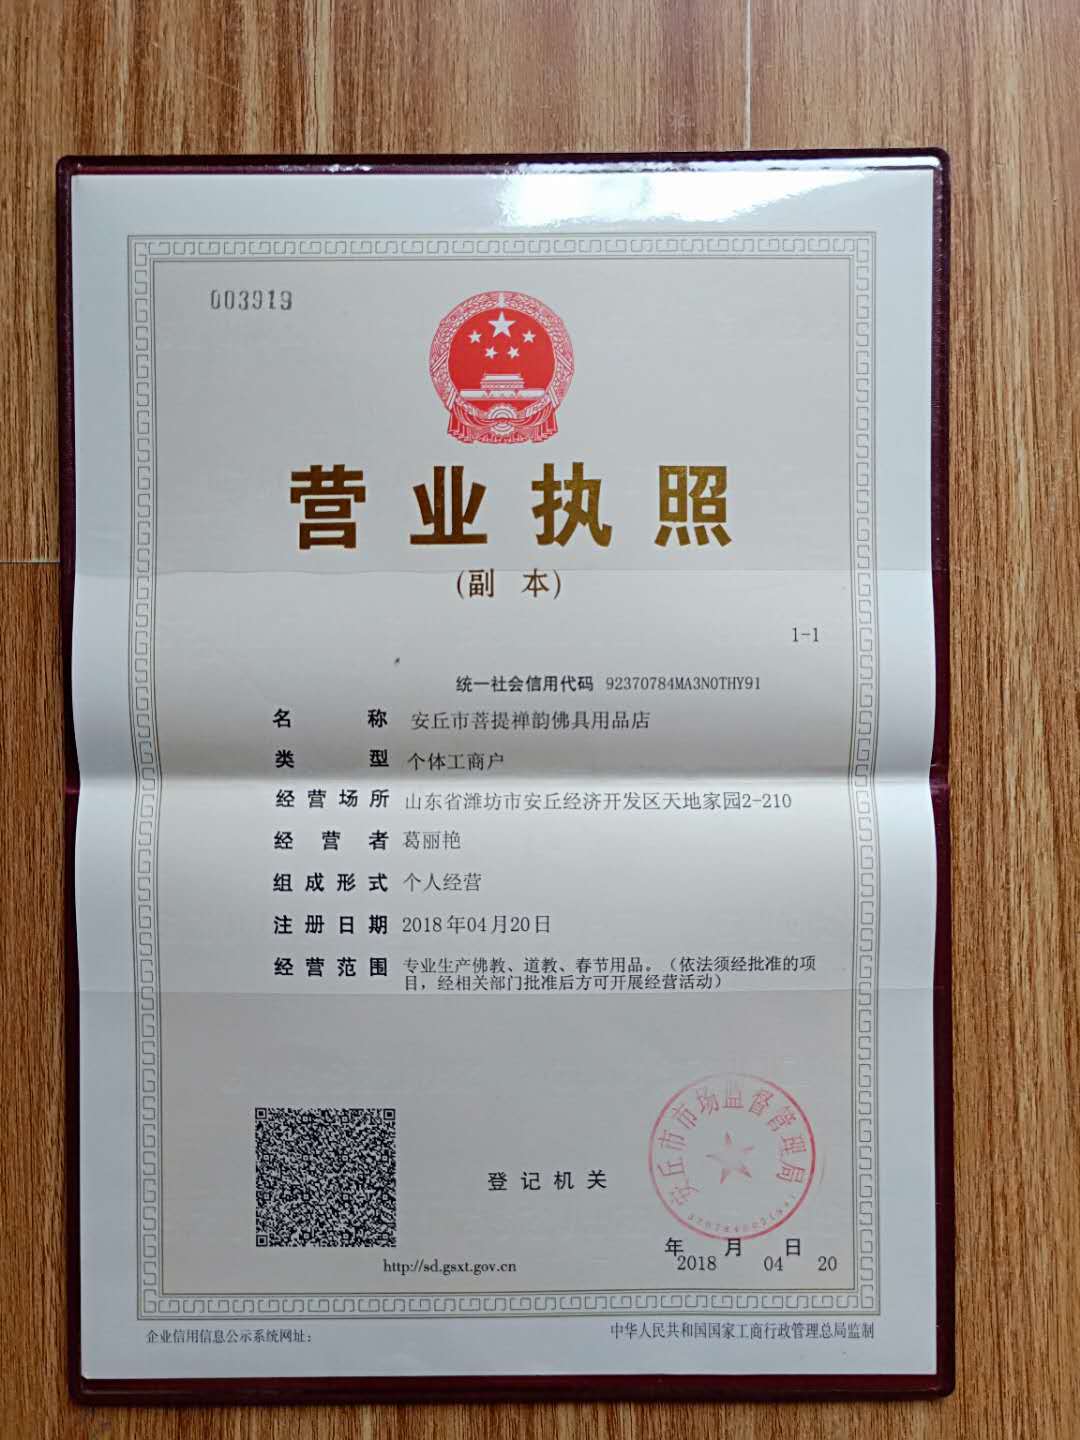 003919
营业执照
(副 本)
1-1
统一社会信用代码 92370784MA3N0THY91
名 称 安丘市菩提禅韵佛具用品店
类 型 个体工商户
经营场所 山东省潍坊市安丘经济开发区天地家园2-210
经 营 者 葛丽艳
组成形式 个人经营
注册日期 2018年04月20日
经营范围 专业生产佛教、道教、春节用品。（依法须经批准的项
目，经相关部门批准后方可开展经营活动）
安丘市市场监督管理局
登记机关
年 月 日
2018 04 20
http://sd.gsxt.gov.cn
企业信用信息公示系统网址：
中华人民共和国国家工商行政管理总局监制